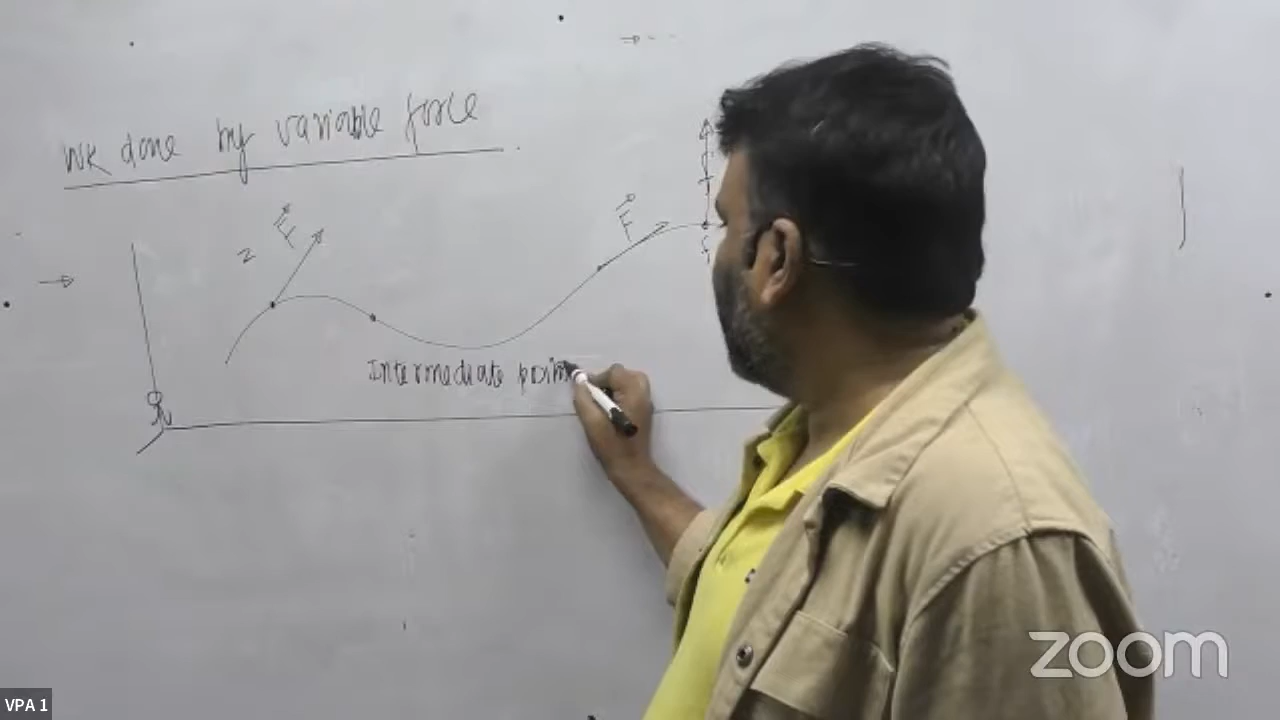 WK done by variable force
F
F
Intermediate point
zoom
VPA 1